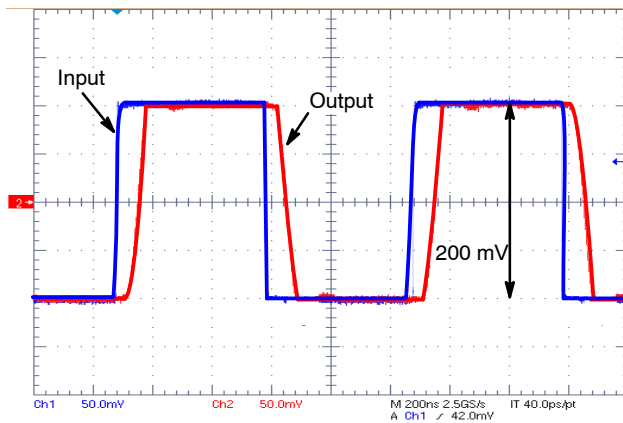 Input
Output
2
200 mV
Ch1 50.0mV Ch2 50.0mV M 200ns 2.5GS/s IT 40.0ps/pt
A Ch1 ∕ 42.0mV